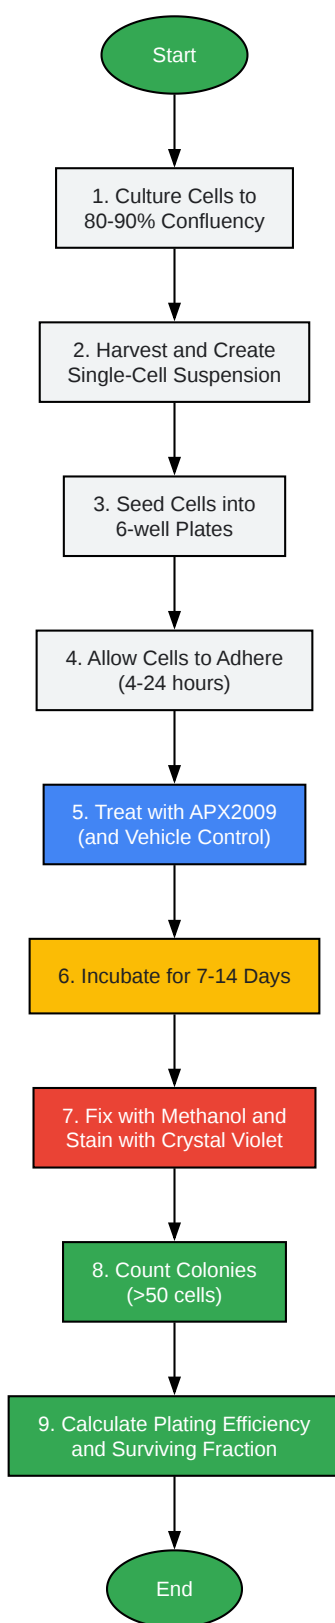 Start
1. Culture Cells to
80-90% Confluency
2. Harvest and Create
Single-Cell Suspension
3. Seed Cells into
6-well Plates
4. Allow Cells to Adhere
(4-24 hours)
5. Treat with APX2009
(and Vehicle Control)
6. Incubate for 7-14 Days
7. Fix with Methanol and
Stain with Crystal Violet
8. Count Colonies
(>50 cells)
9. Calculate Plating Efficiency
and Surviving Fraction
End